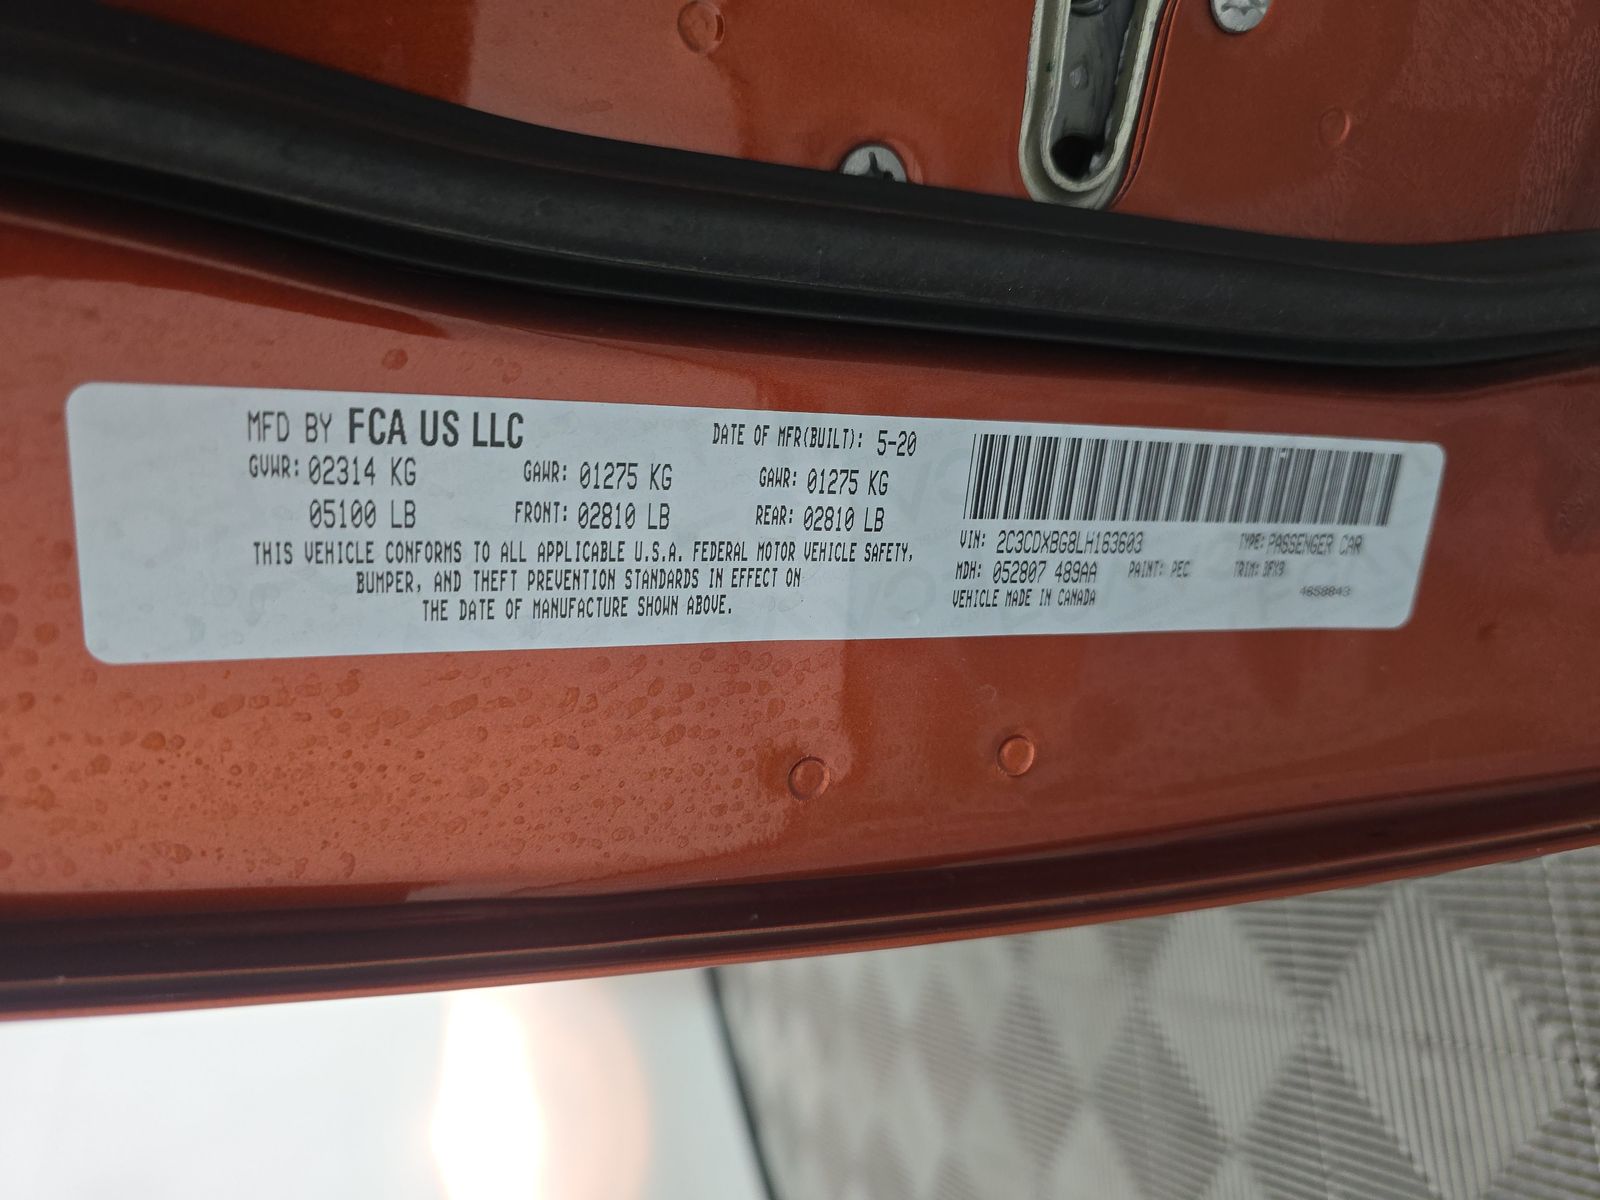 MFD BY FCA US LLC
DATE OF MFR(BUILT): 5-20
GVWR: 02314 KG
05100 LB
GAWR: 01275 KG
FRONT: 02810 LB
GAWR: 01275 KG
REAR: 02810 LB
THIS VEHICLE CONFORMS TO ALL APPLICABLE U.S.A. FEDERAL MOTOR VEHICLE SAFETY,
BUMPER, AND THEFT PREVENTION STANDARDS IN EFFECT ON
THE DATE OF MANUFACTURE SHOWN ABOVE.
VIN: 2C3CDXBG8LH163603
TYPE: PASSENGER CAR
MDH: 052807 489AA
PAINT: PEC
TRIM: DFX9
VEHICLE MADE IN CANADA
4658843